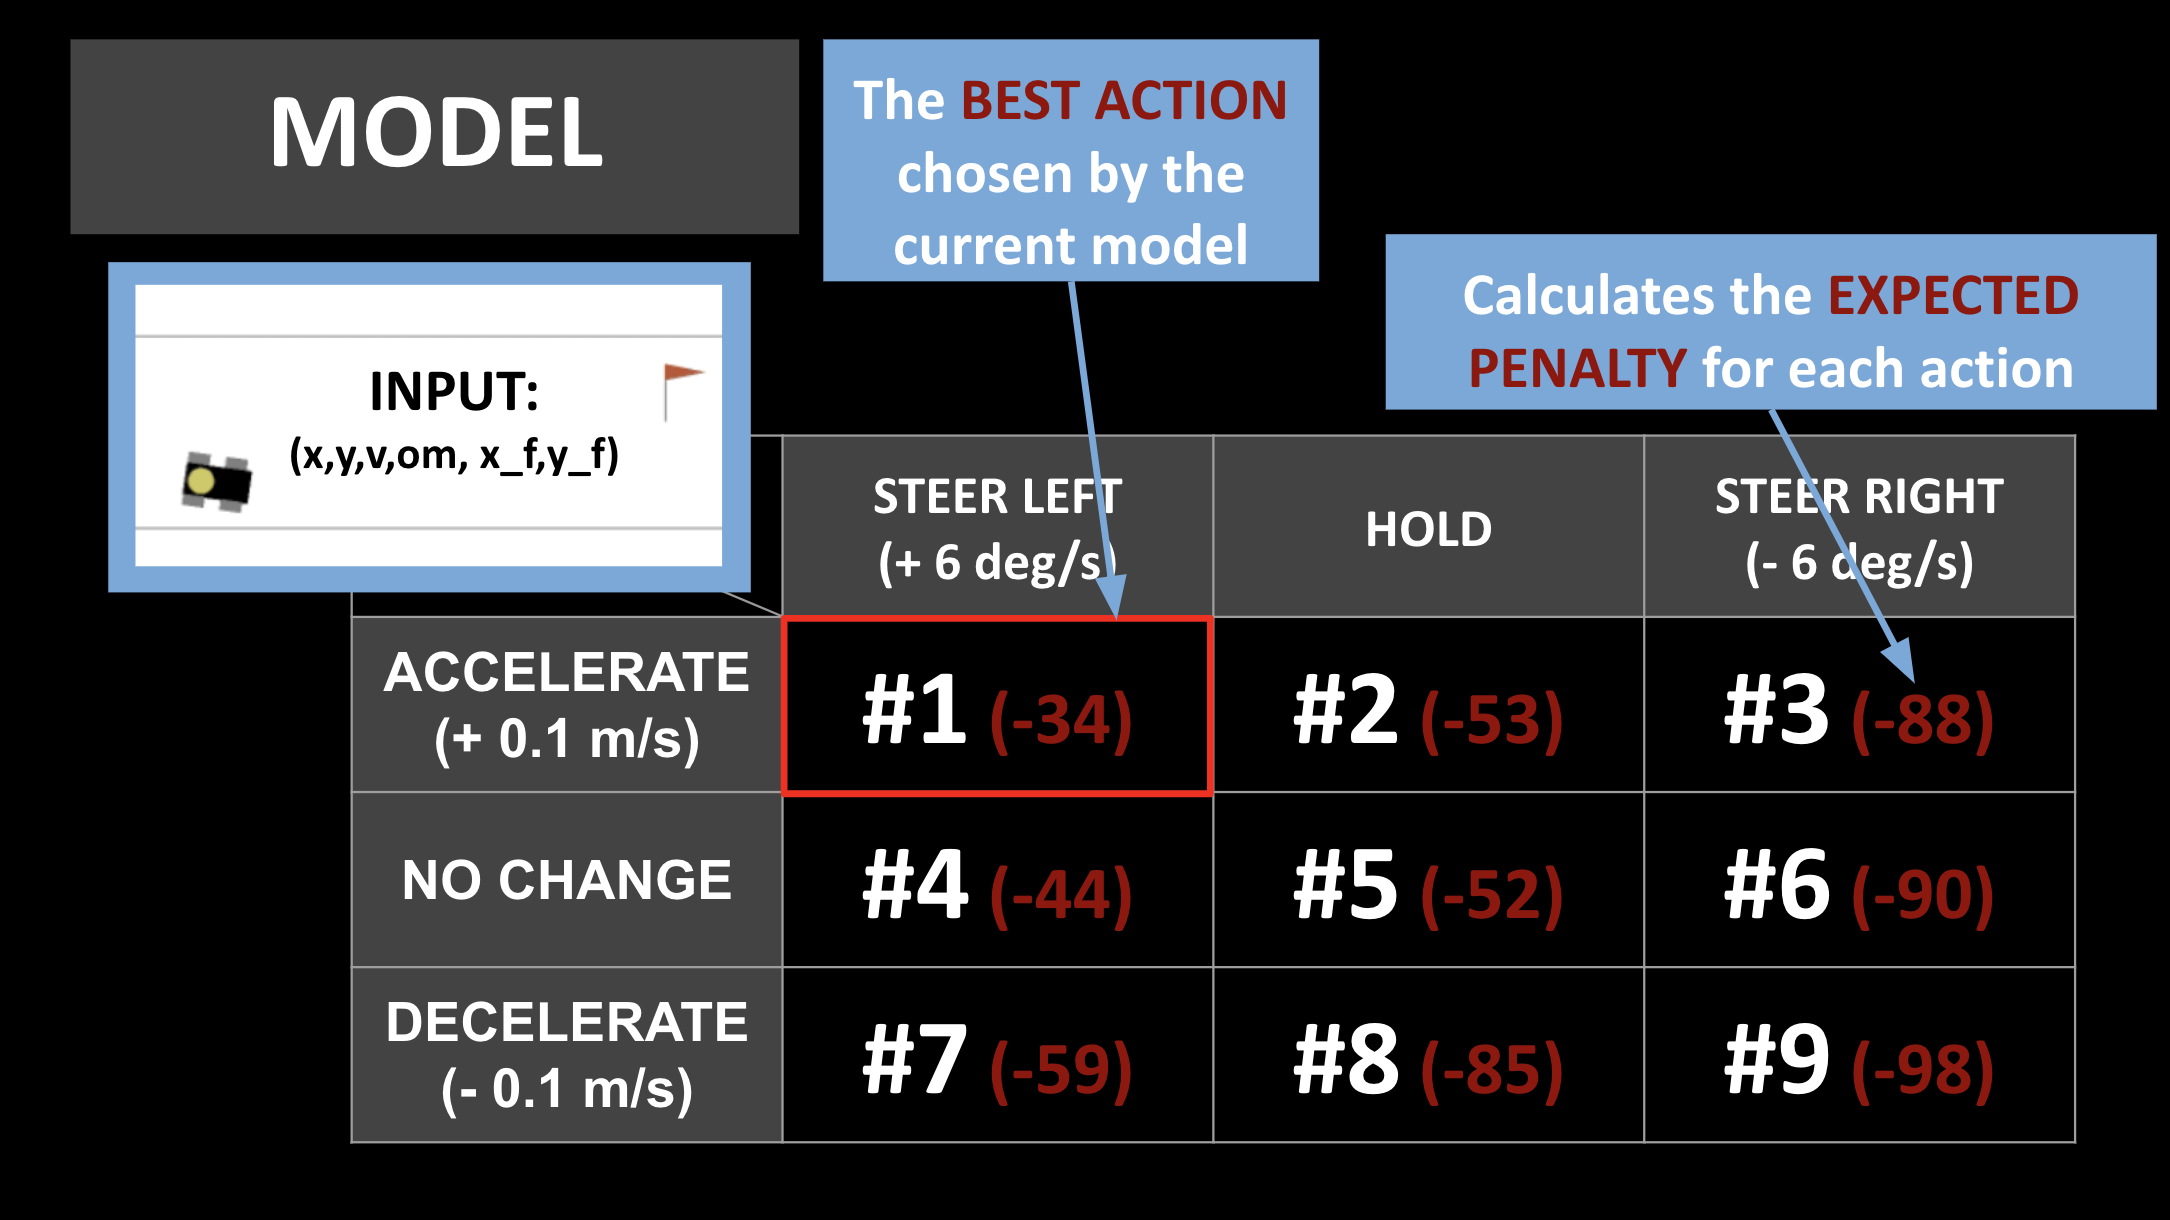 MODEL
The BEST ACTION
chosen by the
current model
Calculates the EXPECTED
PENALTY for each action
INPUT:
(x,y,v,om, x_f,y_f)
STEER LEFT
(+ 6 deg/s)
HOLD
STEER RIGHT
(- 6 deg/s)
ACCELERATE
(+ 0.1 m/s)
#1 (-34)
#2 (-53)
#3 (-88)
NO CHANGE
#4 (-44)
#5 (-52)
#6 (-90)
DECELERATE
(- 0.1 m/s)
#7 (-59)
#8 (-85)
#9 (-98)